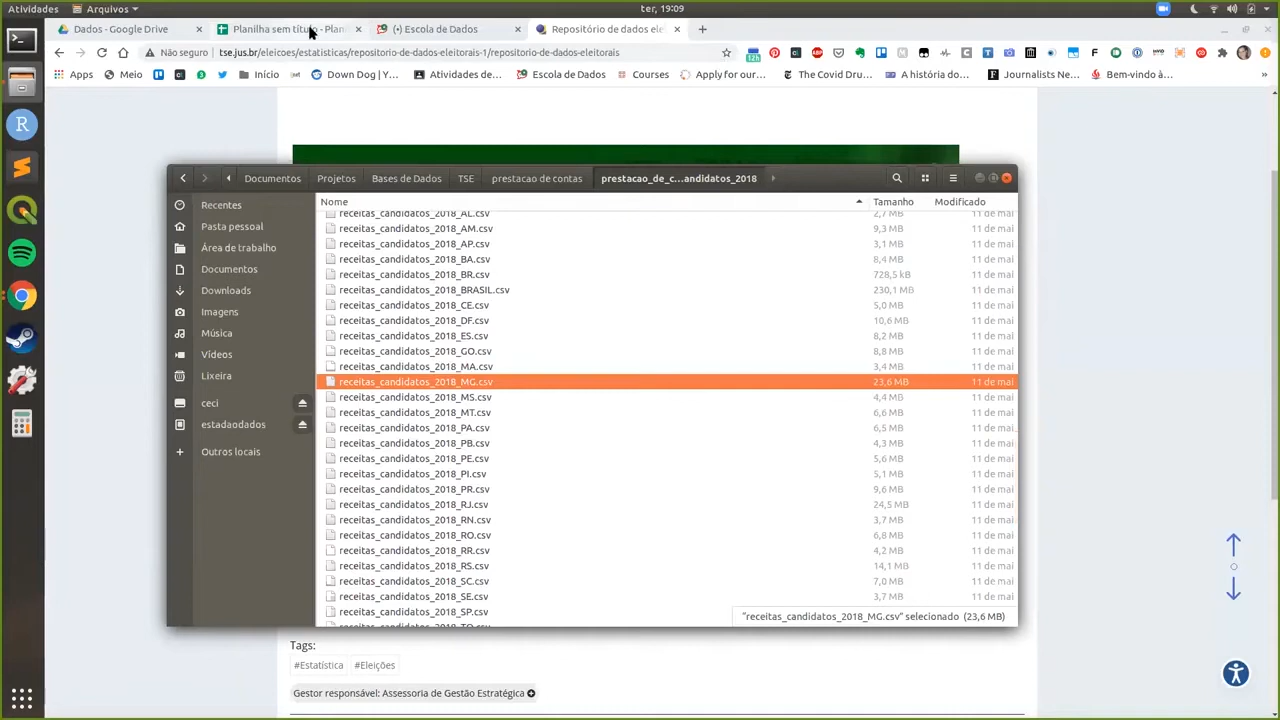 Atividades Arquivos ter, 19:09
Dados - Google Drive Planilha sem título - Plani (•) Escola de Dados Repositório de dados ele
Não seguro tse.jus.br/eleicoes/estatisticas/repositorio-de-dados-eleitorais-1/repositorio-de-dados-eleitorais
Apps Meio Início Down Dog | Y... Atividades de... Escola de Dados Courses Apply for our... The Covid Dru... A história do... Journalists Ne... Bem-vindo à... »
Documentos Projetos Bases de Dados TSE prestacao de contas prestacao_de_c...andidatos_2018
Nome Tamanho Modificado
Recentes
Pasta pessoal
Área de trabalho
Documentos
Downloads
Imagens
Música
Vídeos
Lixeira
ceci
estadaodados
Outros locais
receitas_candidatos_2018_AL.csv 2,7 MB 11 de mai
receitas_candidatos_2018_AM.csv 9,3 MB 11 de mai
receitas_candidatos_2018_AP.csv 3,1 MB 11 de mai
receitas_candidatos_2018_BA.csv 8,4 MB 11 de mai
receitas_candidatos_2018_BR.csv 728,5 kB 11 de mai
receitas_candidatos_2018_BRASIL.csv 230,1 MB 11 de mai
receitas_candidatos_2018_CE.csv 5,0 MB 11 de mai
receitas_candidatos_2018_DF.csv 10,6 MB 11 de mai
receitas_candidatos_2018_ES.csv 8,2 MB 11 de mai
receitas_candidatos_2018_GO.csv 8,8 MB 11 de mai
receitas_candidatos_2018_MA.csv 3,4 MB 11 de mai
receitas_candidatos_2018_MG.csv 23,6 MB 11 de mai
receitas_candidatos_2018_MS.csv 4,4 MB 11 de mai
receitas_candidatos_2018_MT.csv 6,6 MB 11 de mai
receitas_candidatos_2018_PA.csv 6,5 MB 11 de mai
receitas_candidatos_2018_PB.csv 4,3 MB 11 de mai
receitas_candidatos_2018_PE.csv 5,6 MB 11 de mai
receitas_candidatos_2018_PI.csv 5,1 MB 11 de mai
receitas_candidatos_2018_PR.csv 9,6 MB 11 de mai
receitas_candidatos_2018_RJ.csv 24,5 MB 11 de mai
receitas_candidatos_2018_RN.csv 3,7 MB 11 de mai
receitas_candidatos_2018_RO.csv 6,8 MB 11 de mai
receitas_candidatos_2018_RR.csv 4,2 MB 11 de mai
receitas_candidatos_2018_RS.csv 14,1 MB 11 de mai
receitas_candidatos_2018_SC.csv 7,0 MB 11 de mai
receitas_candidatos_2018_SE.csv 3,7 MB 11 de mai
receitas_candidatos_2018_SP.csv
"receitas_candidatos_2018_MG.csv" selecionado (23,6 MB)
receitas_candidatos_2018_TO.csv
Tags:
#Estatística #Eleições
Gestor responsável: Assessoria de Gestão Estratégica